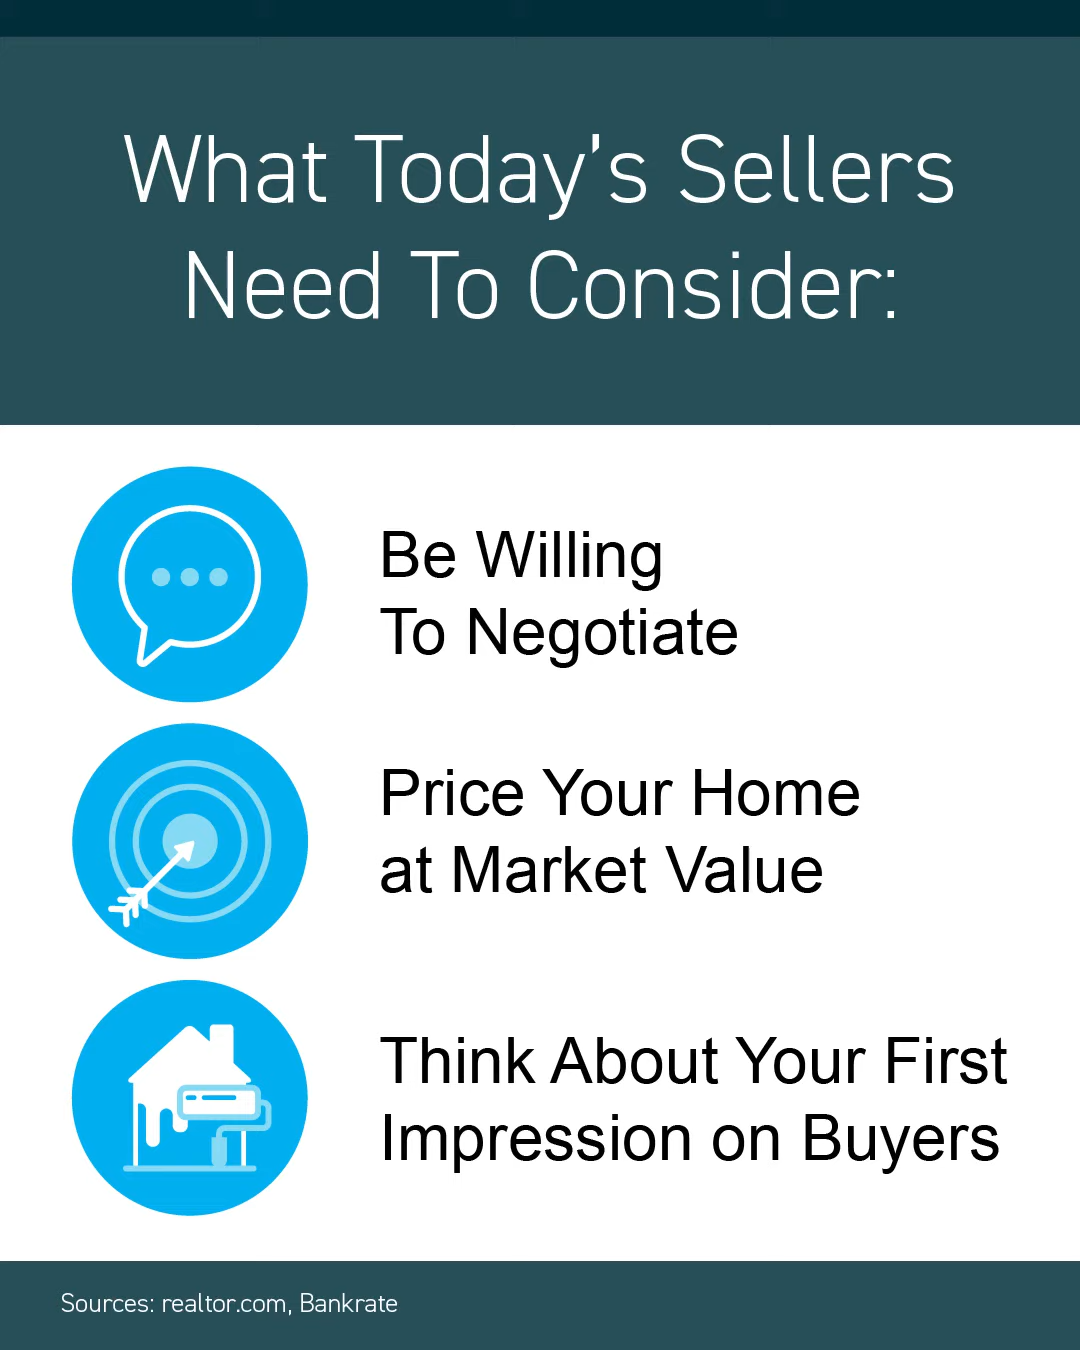 What Today’s Sellers
Need To Consider:
Be Willing
To Negotiate
Price Your Home
at Market Value
Think About Your First
Impression on Buyers
Sources: realtor.com, Bankrate